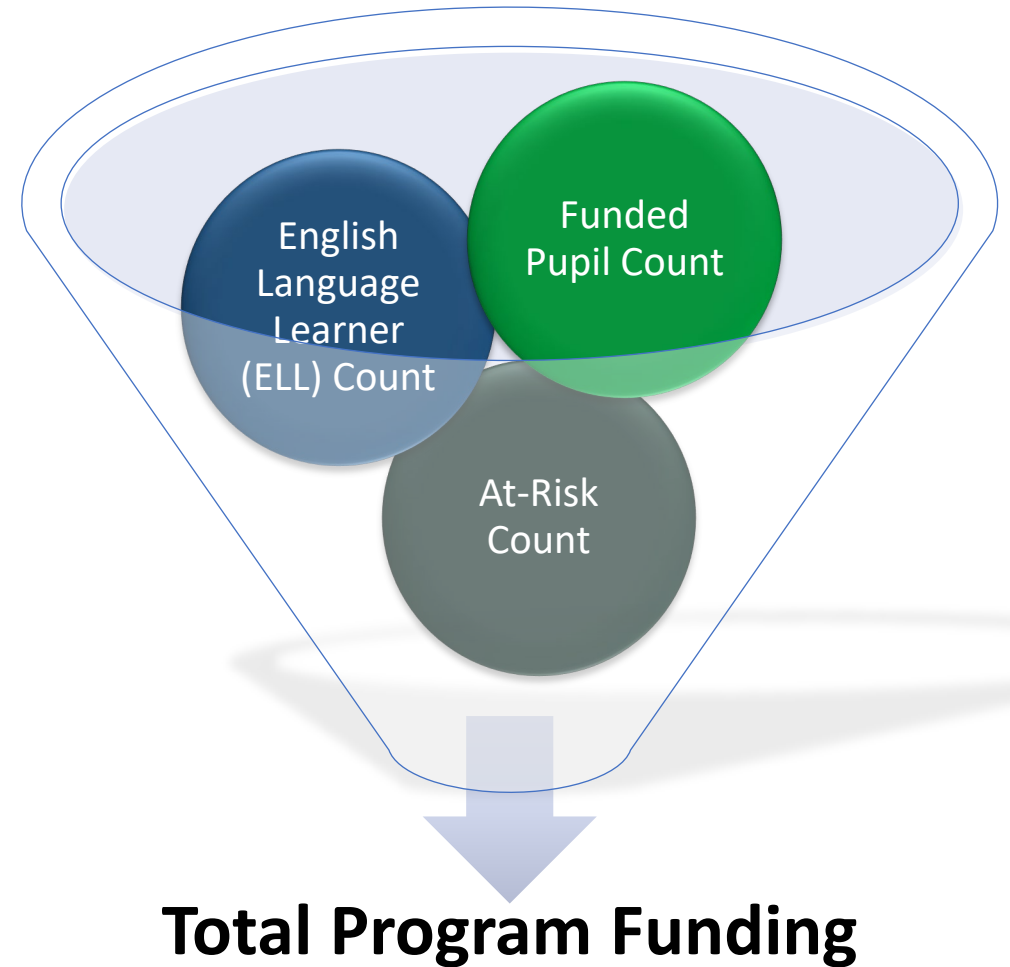 Funded
Pupil Count
English
Language
Learner
(ELL) Count
At-Risk
Count
Total Program Funding